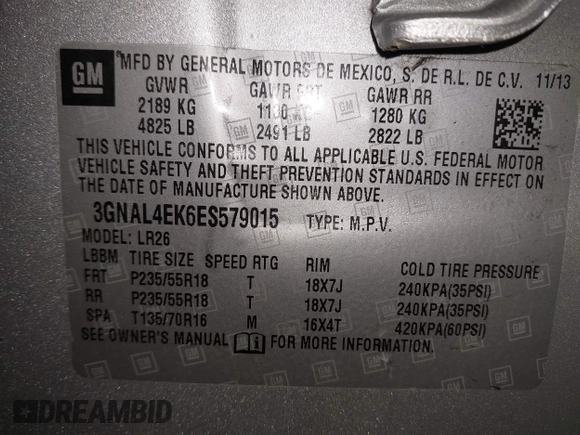 GM
*MFD BY GENERAL MOTORS DE MEXICO, S. DE R.L. DE C.V. 11/13
GVWR GAWR FRT GAWR RR
2189 KG 1130 KG 1280 KG
4825 LB 2491 LB 2822 LB
THIS VEHICLE CONFORMS TO ALL APPLICABLE U.S. FEDERAL MOTOR
VEHICLE SAFETY AND THEFT PREVENTION STANDARDS IN EFFECT ON
THE DATE OF MANUFACTURE SHOWN ABOVE.
3GNAL4EK6ES579015 TYPE: M.P.V.
MODEL: LR26
LBBM TIRE SIZE SPEED RTG RIM COLD TIRE PRESSURE
FRT P235/55R18 T 18X7J 240KPA(35PSI)
RR P235/55R18 T 18X7J 240KPA(35PSI)
SPA T135/70R16 M 16X4T 420KPA(60PSI)
SEE OWNER'S MANUAL FOR MORE INFORMATION.
DREAMBID